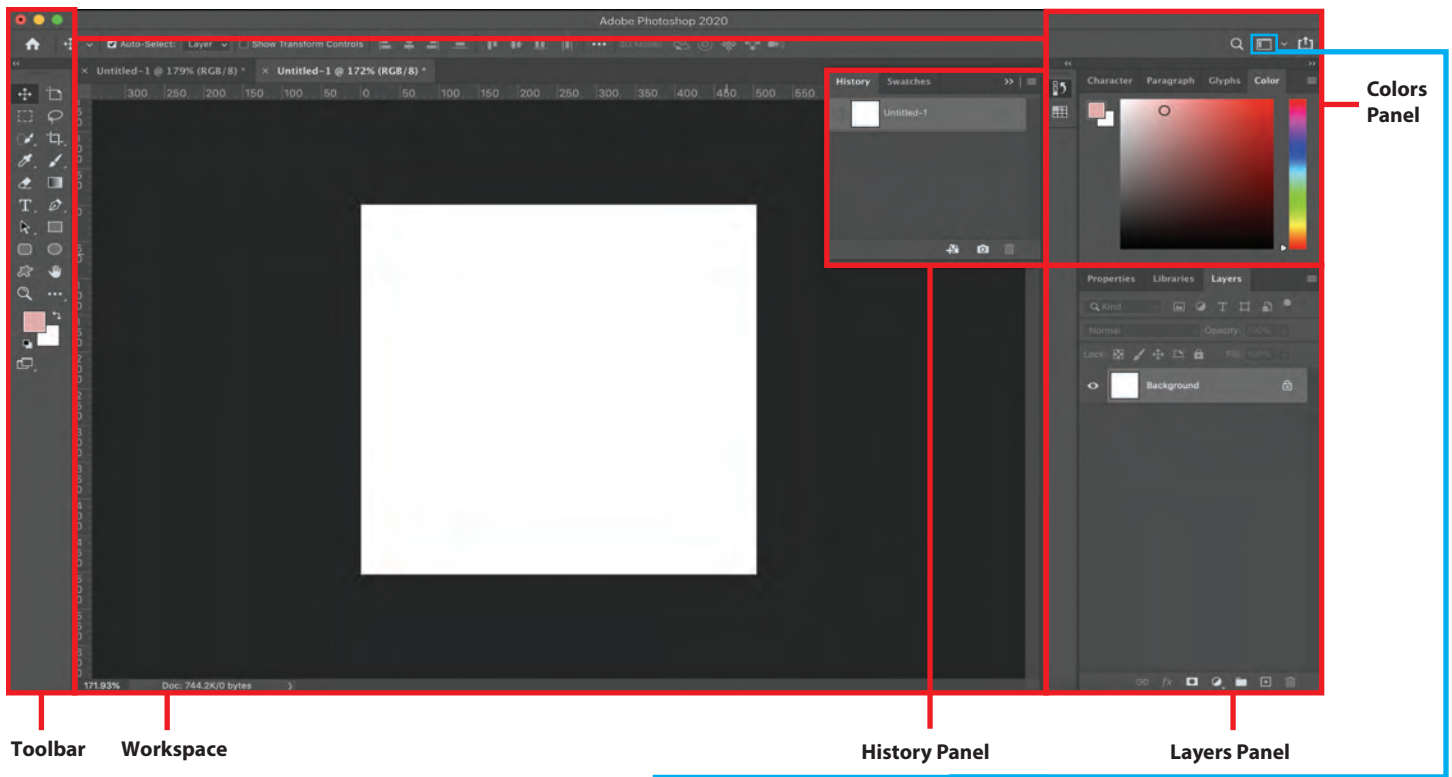 Adobe Photoshop 2020
Auto-Select: Layer Show Transform Controls ••• 3D Model:
× Untitled-1 @ 179% (RGB/8) * × Untitled-1 @ 172% (RGB/8) *
300 250 200 150 100 50 0 50 100 150 200 250 300 350 400 450 500 550
History Swatches
Untitled-1
Character Paragraph Glyphs Color
Colors
Panel
Properties Libraries Layers
Kind
Normal Opacity: 100%
Lock: Fill: 100%
Background
fx
171.93% Doc: 744.2K/0 bytes
Toolbar Workspace History Panel Layers Panel